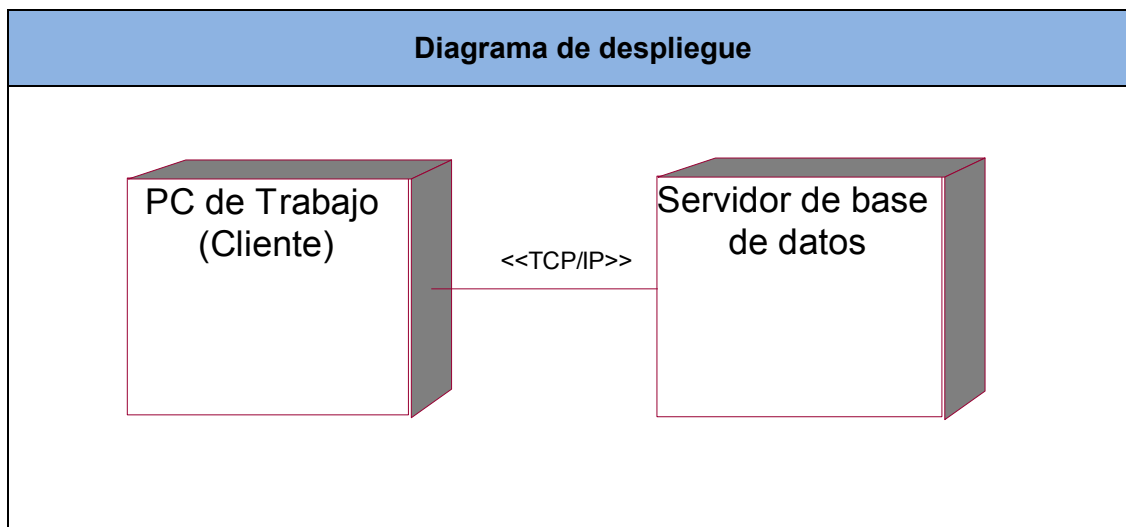 Diagrama de despliegue
PC de Trabajo
(Cliente)
<<TCP/IP>>
Servidor de base
de datos